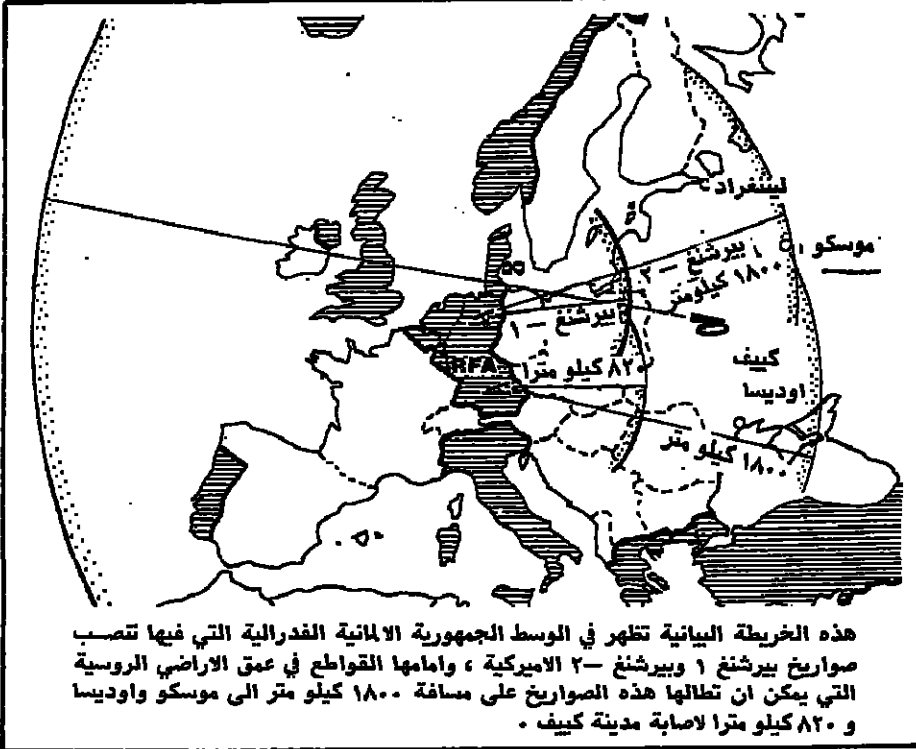 لينينغراد
موسكو
بيرشنغ — ٢
١٨٠٠ كيلومتر
بيرشنغ — ١
٨٢٠ كيلو مترا
RFA
كييف
اوديسا
١٨٠٠ كيلو متر
هذه الخريطة البيانية تظهر في الوسط الجمهورية الالمانية الفدرالية التي فيها تنتصب
صواريخ بيرشنغ ١ وبيرشنغ —٢ الاميركية ، وامامها القواطع في عمق الاراضي الروسية
التي يمكن ان تطالها هذه الصواريخ على مسافة ١٨٠٠ كيلو متر الى موسكو واوديسا
و ٨٢٠ كيلو مترا لاصابة مدينة كييف .